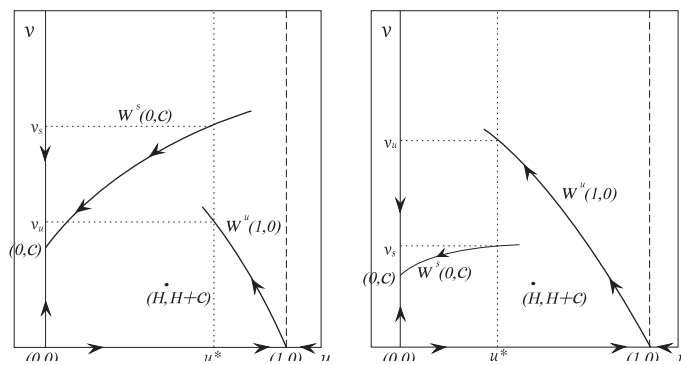 v
W^s(0,c)
v_s
v_u
W^u(1,0)
(0,c)
(H,H+c)
(0,0)
u*
(1,0)
u
v
v_u
W^u(1,0)
v_s
(0,c)
W^s(0,c)
(H,H+c)
(0,0)
u*
(1,0)